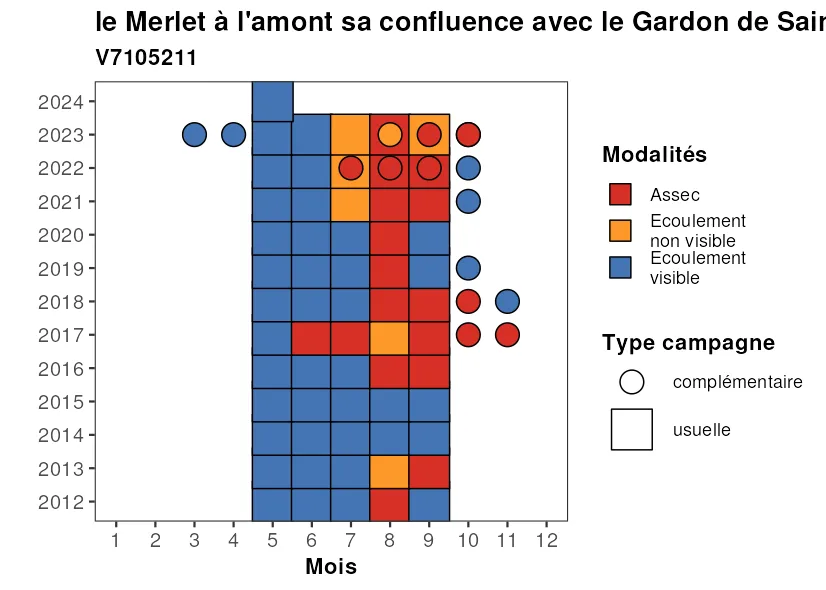 le Merlet à l'amont sa confluence avec le Gardon de Sair
V7105211
2024
2023
2022
2021
2020
2019
2018
2017
2016
2015
2014
2013
2012
1 2 3 4 5 6 7 8 9 10 11 12
Mois
Modalités
Assec
Ecoulement
non visible
Ecoulement
visible
Type campagne
complémentaire
usuelle